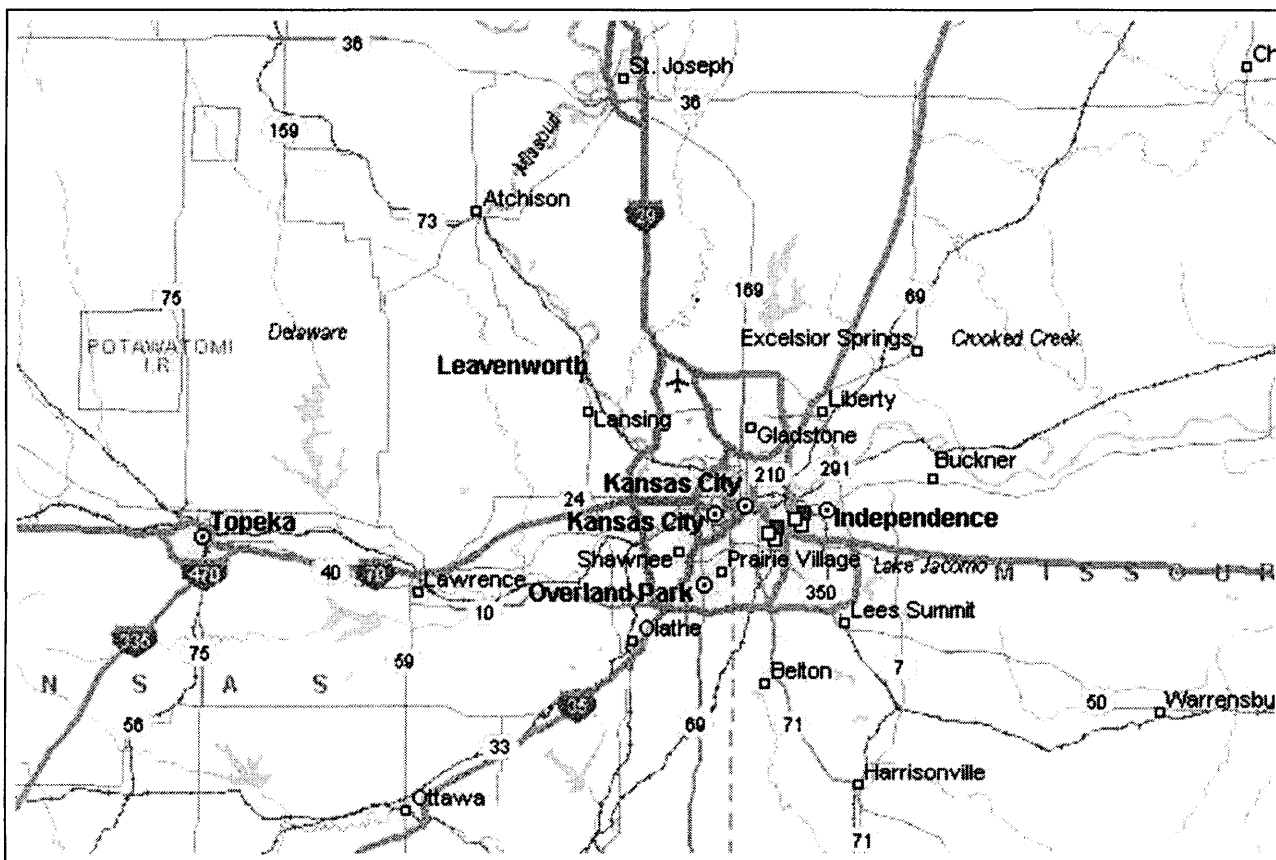 36
St. Joseph
Ch
36
159
Missouri
Atchison
73
29
75
169
69
Delaware
Excelsior Springs
Crooked Creek
POTAWATOMI
I.R
Leavenworth
Lansing
Liberty
Gladstone
210
291
Buckner
Kansas City
24
Kansas City
Independence
Topeka
Shawnee
Prairie Village
Lake Jacomo
M I S S O U R
470
40
70
Lawrence
Overland Park
350
10
Lees Summit
Olathe
335
75
59
Belton
7
N S A S
35
50
Warrensbu
56
33
69
71
Harrisonville
Ottawa
71